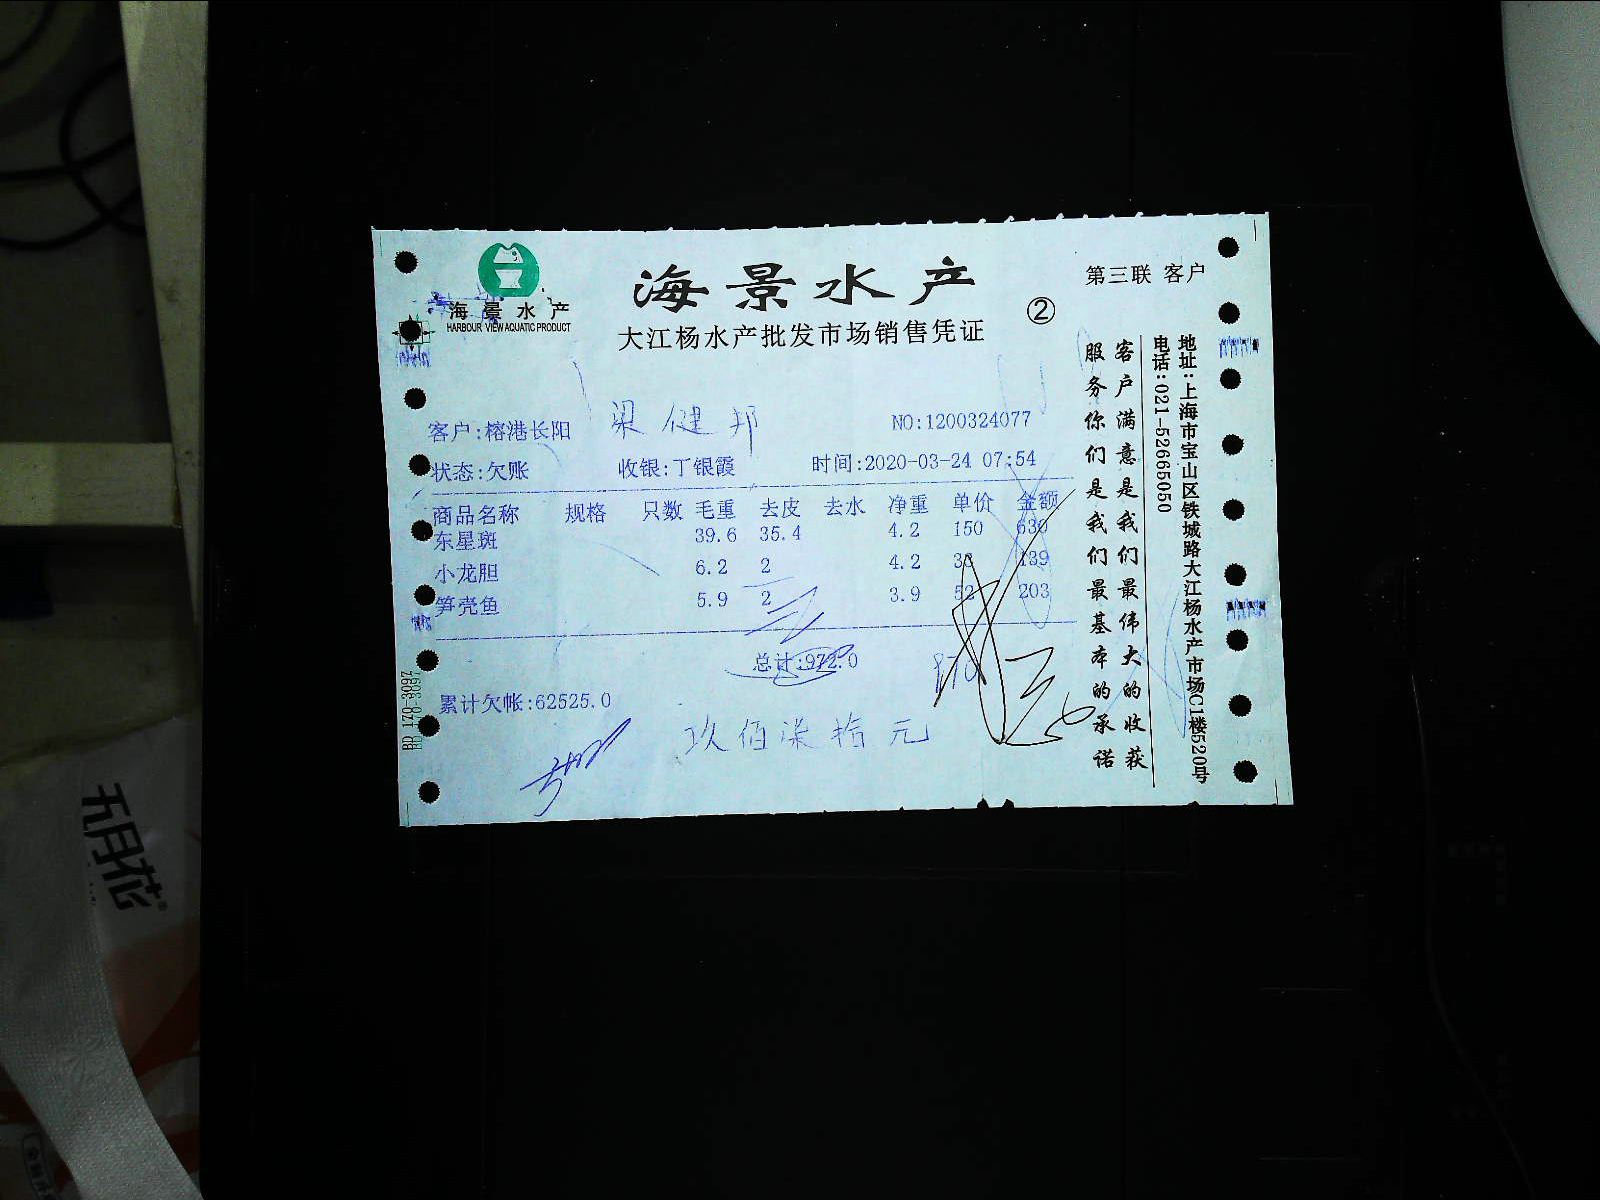 海景水产
HARBOUR VIEW AQUATIC PRODUCT
海景水产
大江杨水产批发市场销售凭证
②
第三联 客户
客户:榕港长阳 梁健邦 NO:1200324077
状态:欠账 收银:丁银霞 时间:2020-03-24 07:54
商品名称 规格 只数 毛重 去皮 去水 净重 单价 金额
东星斑 39.6 35.4 4.2 150 630
小龙胆 6.2 2 4.2 33 139
笋壳鱼 5.9 2 3.9 52 203
总计:972.0 970
累计欠帐:62525.0
玖佰柒拾元
客户满意是我们最伟大的收获
服务你们是我们最基本的承诺
地址:上海市宝山区铁城路大江杨水产市场C1楼520号
电话:021-52665050
无月花